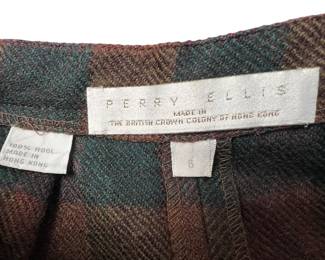 PERRY ELLIS
MADE IN
THE BRITISH CROWN COLONY OF HONG KONG
100% WOOL
MADE IN
HONG KONG
6